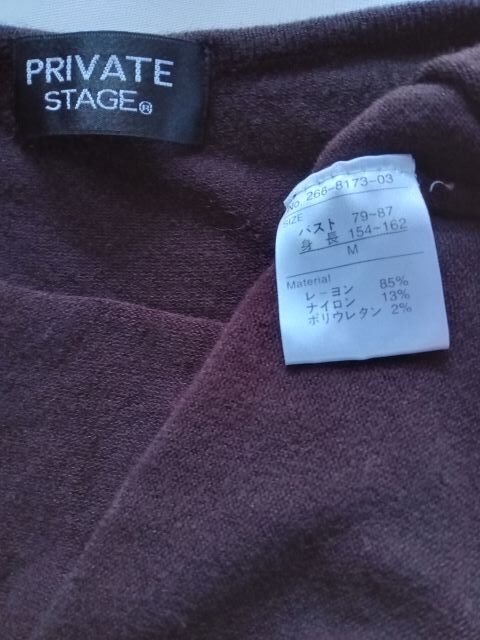 PRIVATE
STAGE®
No. 266-8173-03
SIZE
バスト 79~87
身長 154~162
M
Material
レーヨン 85%
ナイロン 13%
ポリウレタン 2%